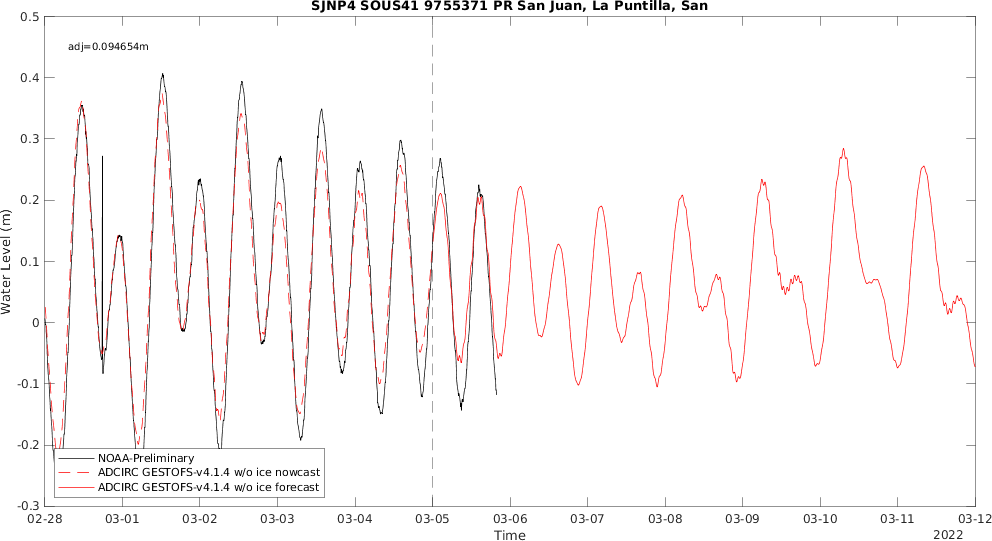 SJNP4 SOUS41 9755371 PR San Juan, La Puntilla, San
adj=0.094654m
0.5
0.4
0.3
0.2
0.1
0
-0.1
-0.2
-0.3
Water Level (m)
NOAA-Preliminary
ADCIRC GESTOFS-v4.1.4 w/o ice nowcast
ADCIRC GESTOFS-v4.1.4 w/o ice forecast
02-28 03-01 03-02 03-03 03-04 03-05 03-06 03-07 03-08 03-09 03-10 03-11 03-12
Time
2022